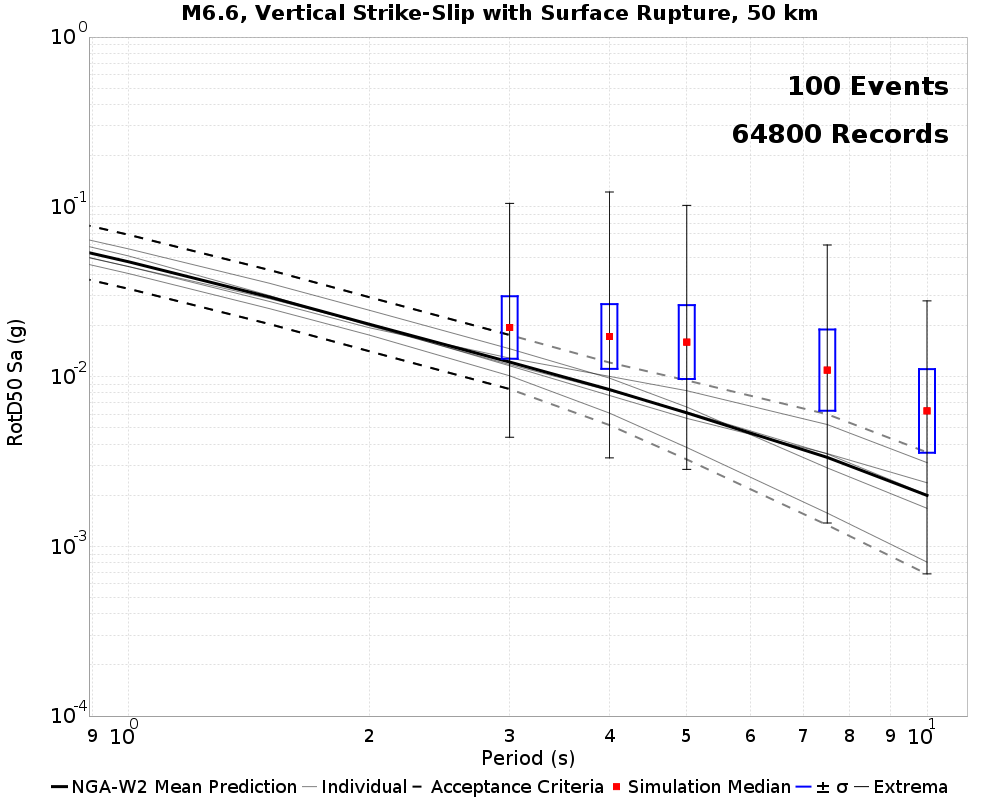 M6.6, Vertical Strike-Slip with Surface Rupture, 50 km
100 Events
64800 Records
RotD50 Sa (g)
10^0
10^-1
10^-2
10^-3
10^-4
9 10^0 2 3 4 5 6 7 8 9 10^1
Period (s)
NGA-W2 Mean Prediction Individual Acceptance Criteria Simulation Median ± σ Extrema